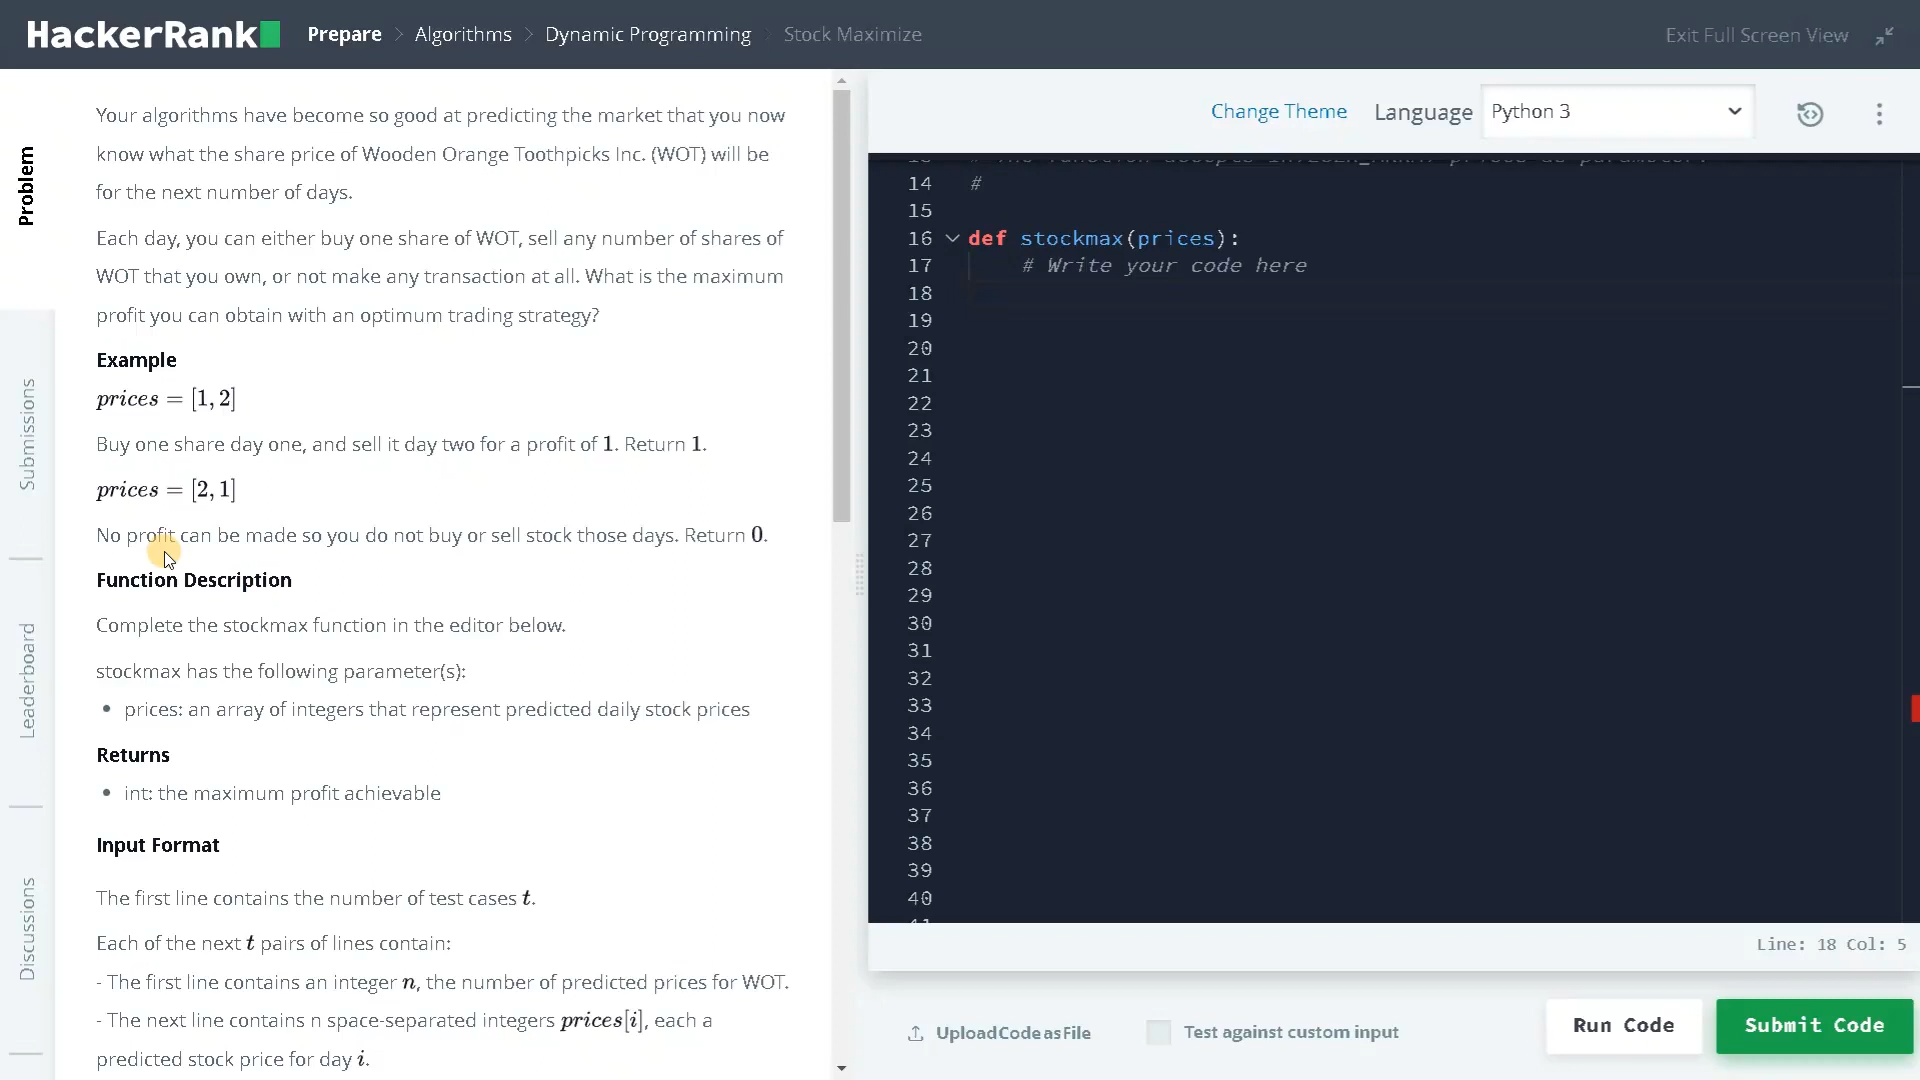 HackerRank Prepare Algorithms Dynamic Programming Stock Maximize Exit Full Screen View
Problem
Submissions
Leaderboard
Discussions
Your algorithms have become so good at predicting the market that you now
know what the share price of Wooden Orange Toothpicks Inc. (WOT) will be
for the next number of days.
Each day, you can either buy one share of WOT, sell any number of shares of
WOT that you own, or not make any transaction at all. What is the maximum
profit you can obtain with an optimum trading strategy?
Example
prices = [1, 2]
Buy one share day one, and sell it day two for a profit of 1. Return 1.
prices = [2, 1]
No profit can be made so you do not buy or sell stock those days. Return 0.
Function Description
Complete the stockmax function in the editor below.
stockmax has the following parameter(s):
• prices: an array of integers that represent predicted daily stock prices
Returns
• int: the maximum profit achievable
Input Format
The first line contains the number of test cases t.
Each of the next t pairs of lines contain:
- The first line contains an integer n, the number of predicted prices for WOT.
- The next line contains n space-separated integers prices[i], each a
predicted stock price for day i.
Change Theme Language Python 3
14 #
15
16 def stockmax(prices):
17 # Write your code here
18
19
20
21
22
23
24
25
26
27
28
29
30
31
32
33
34
35
36
37
38
39
40
Line: 18 Col: 5
Upload Code as File Test against custom input Run Code Submit Code